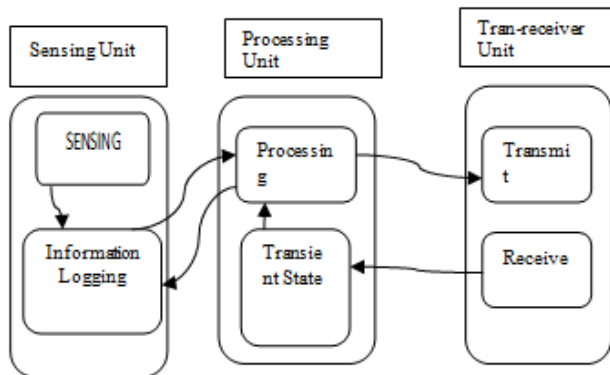 Sensing Unit
Processing
Unit
Tran-receiver
Unit
SENSING
Information
Logging
Processin
g
Transie
nt State
Transmi
t
Receive